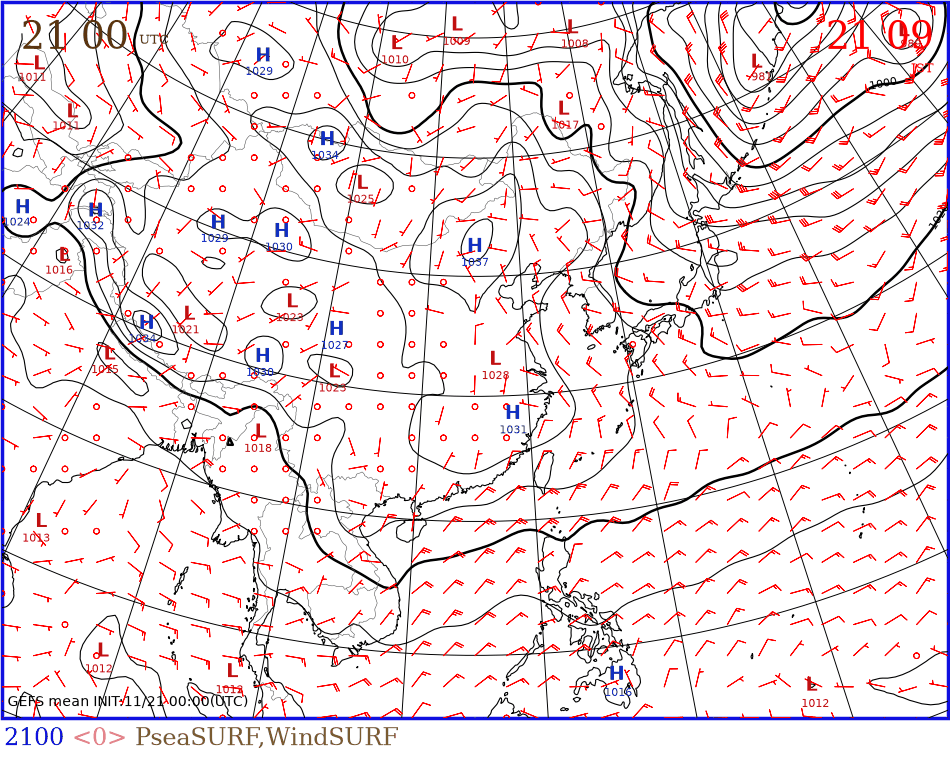 21 00 UTC
21 09
JST
L 1011
H 1029
L 1010
L 1009
L 1008
L 987
L
1000
L 1011
H 1034
L 1017
L 1025
H 1024
H 1032
H 1029
H 1030
H 1037
L 1016
L 1023
L 1021
H 1034
H 1027
L 1015
H 1030
L 1025
L 1028
H 1031
L 1018
L 1013
L 1012
L 1012
H 1016
L 1012
GEFS mean INIT:11/21 00:00(UTC)
2100 <0> PseaSURF,WindSURF